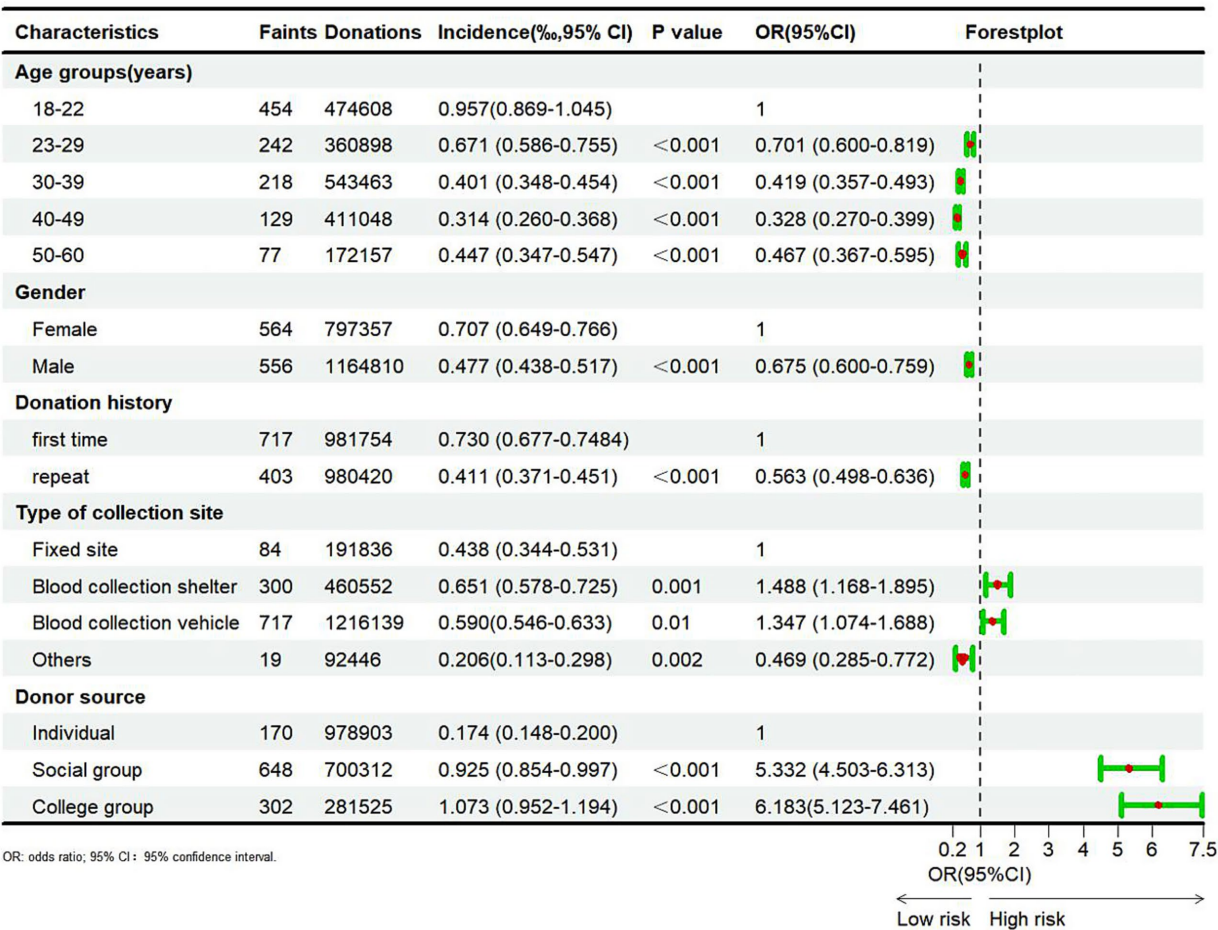 Characteristics Faints Donations Incidence(‰,95% CI) P value OR(95%CI) Forestplot
Age groups(years)
18-22 454 474608 0.957(0.869-1.045) 1
23-29 242 360898 0.671 (0.586-0.755) <0.001 0.701 (0.600-0.819)
30-39 218 543463 0.401 (0.348-0.454) <0.001 0.419 (0.357-0.493)
40-49 129 411048 0.314 (0.260-0.368) <0.001 0.328 (0.270-0.399)
50-60 77 172157 0.447 (0.347-0.547) <0.001 0.467 (0.367-0.595)
Gender
Female 564 797357 0.707 (0.649-0.766) 1
Male 556 1164810 0.477 (0.438-0.517) <0.001 0.675 (0.600-0.759)
Donation history
first time 717 981754 0.730 (0.677-0.7484) 1
repeat 403 980420 0.411 (0.371-0.451) <0.001 0.563 (0.498-0.636)
Type of collection site
Fixed site 84 191836 0.438 (0.344-0.531) 1
Blood collection shelter 300 460552 0.651 (0.578-0.725) 0.001 1.488 (1.168-1.895)
Blood collection vehicle 717 1216139 0.590(0.546-0.633) 0.01 1.347 (1.074-1.688)
Others 19 92446 0.206(0.113-0.298) 0.002 0.469 (0.285-0.772)
Donor source
Individual 170 978903 0.174 (0.148-0.200) 1
Social group 648 700312 0.925 (0.854-0.997) <0.001 5.332 (4.503-6.313)
College group 302 281525 1.073 (0.952-1.194) <0.001 6.183(5.123-7.461)
0.2 1 2 3 4 5 6 7.5
OR: odds ratio; 95% CI: 95% confidence interval.
OR(95%CI)
Low risk High risk